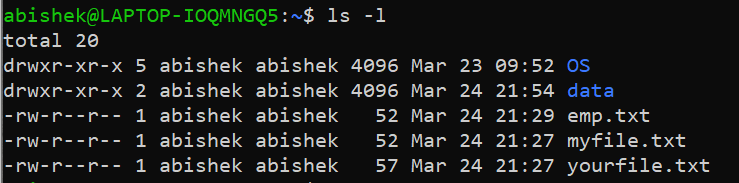 abishek@LAPTOP-IOQMNGQ5:~$ ls -l
total 20
drwxr-xr-x 5 abishek abishek 4096 Mar 23 09:52 OS
drwxr-xr-x 2 abishek abishek 4096 Mar 24 21:54 data
-rw-r--r-- 1 abishek abishek   52 Mar 24 21:29 emp.txt
-rw-r--r-- 1 abishek abishek   52 Mar 24 21:27 myfile.txt
-rw-r--r-- 1 abishek abishek   57 Mar 24 21:27 yourfile.txt